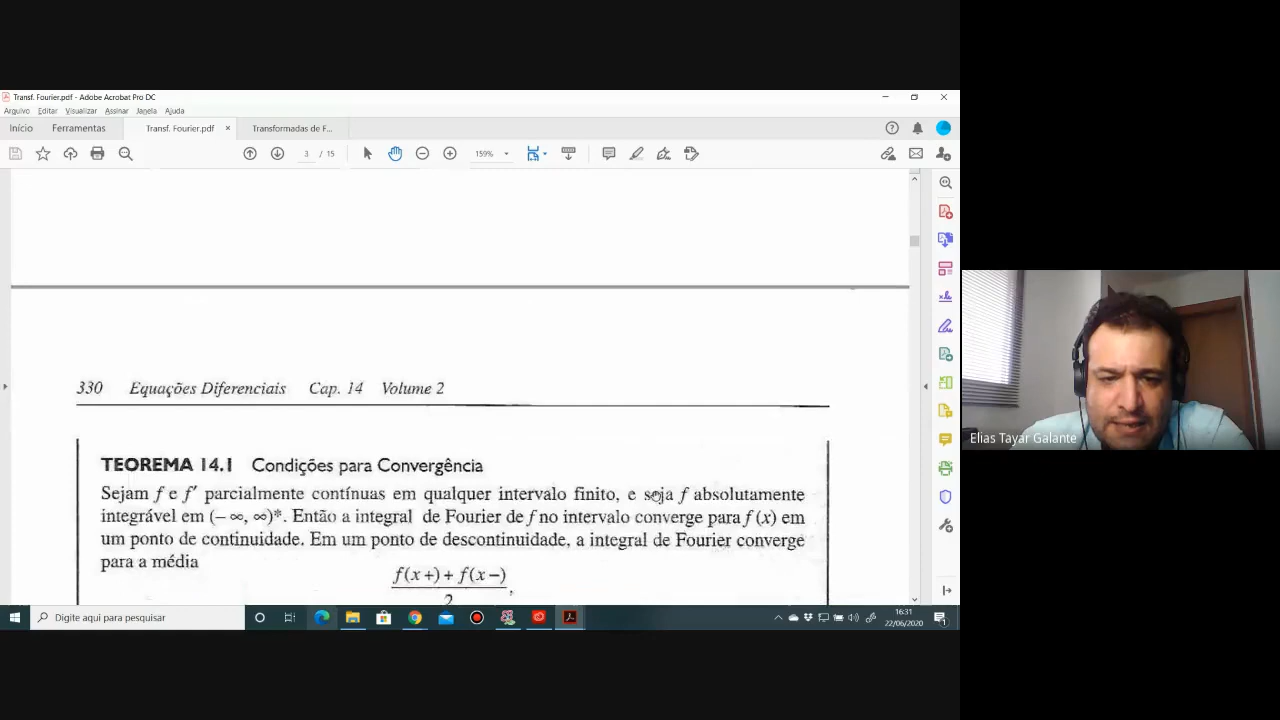 Transf. Fourier.pdf - Adobe Acrobat Pro DC
Arquivo Editar Visualizar Assinar Janela Ajuda
Início Ferramentas Transf. Fourier.pdf × Transformadas de F...
3 / 15 159%
330 Equações Diferenciais Cap. 14 Volume 2
TEOREMA 14.1 Condições para Convergência
Sejam f e f′ parcialmente contínuas em qualquer intervalo finito, e seja f absolutamente
integrável em (– ∞, ∞)*. Então a integral de Fourier de f no intervalo converge para f (x) em
um ponto de continuidade. Em um ponto de descontinuidade, a integral de Fourier converge
para a média
f(x+) + f(x–)
2 ,
Elias Tayar Galante
Digite aqui para pesquisar
16:31
22/06/2020